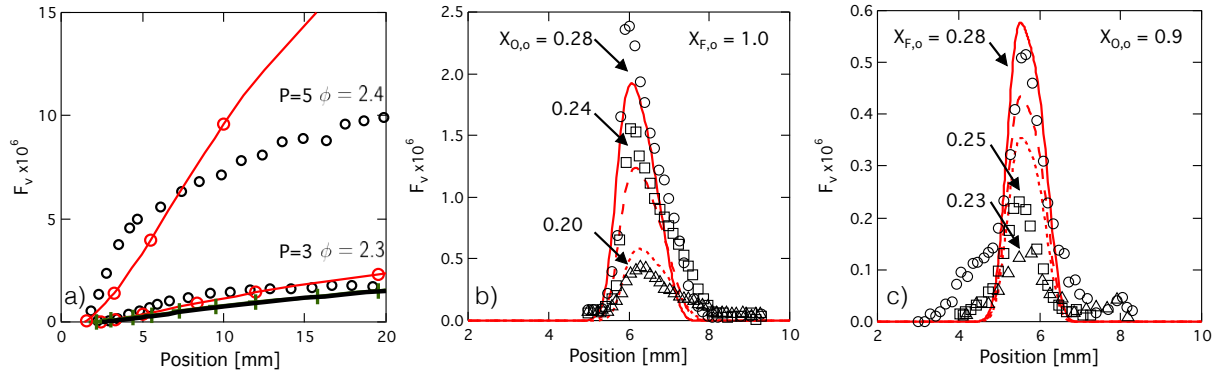 15
10
5
0
F_v x10^6
P=5 ϕ = 2.4
P=3 ϕ = 2.3
a)
0 5 10 15 20
Position [mm]
2.5
2.0
1.5
1.0
0.5
0.0
F_v x10^6
X_O,o = 0.28 X_F,o = 1.0
0.24
0.20
b)
2 4 6 8 10
Position [mm]
0.6
0.5
0.4
0.3
0.2
0.1
0.0
F_v x10^6
X_F,o = 0.28 X_O,o = 0.9
0.25
0.23
c)
2 4 6 8 10
Position [mm]